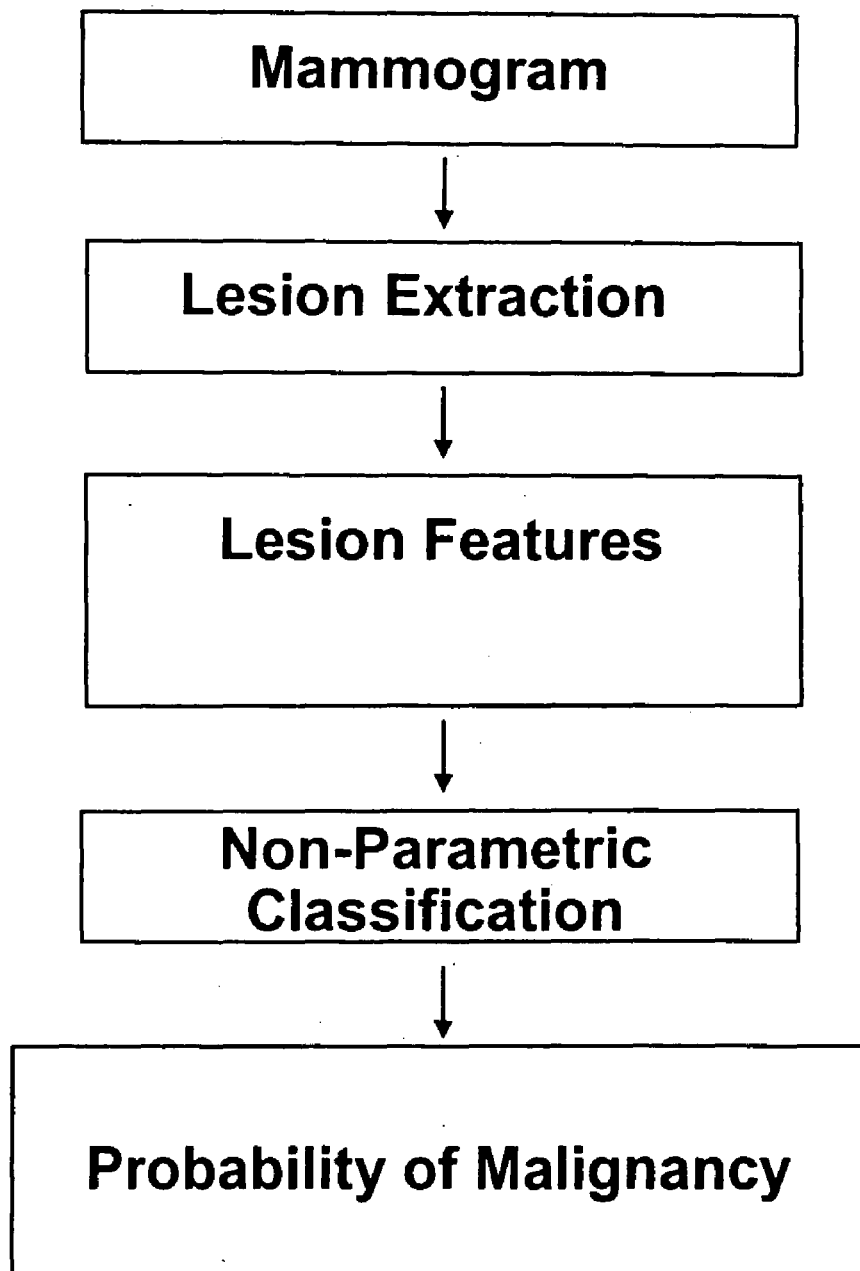 Mammogram
Lesion Extraction
Lesion Features
Non-Parametric
Classification
Probability of Malignancy